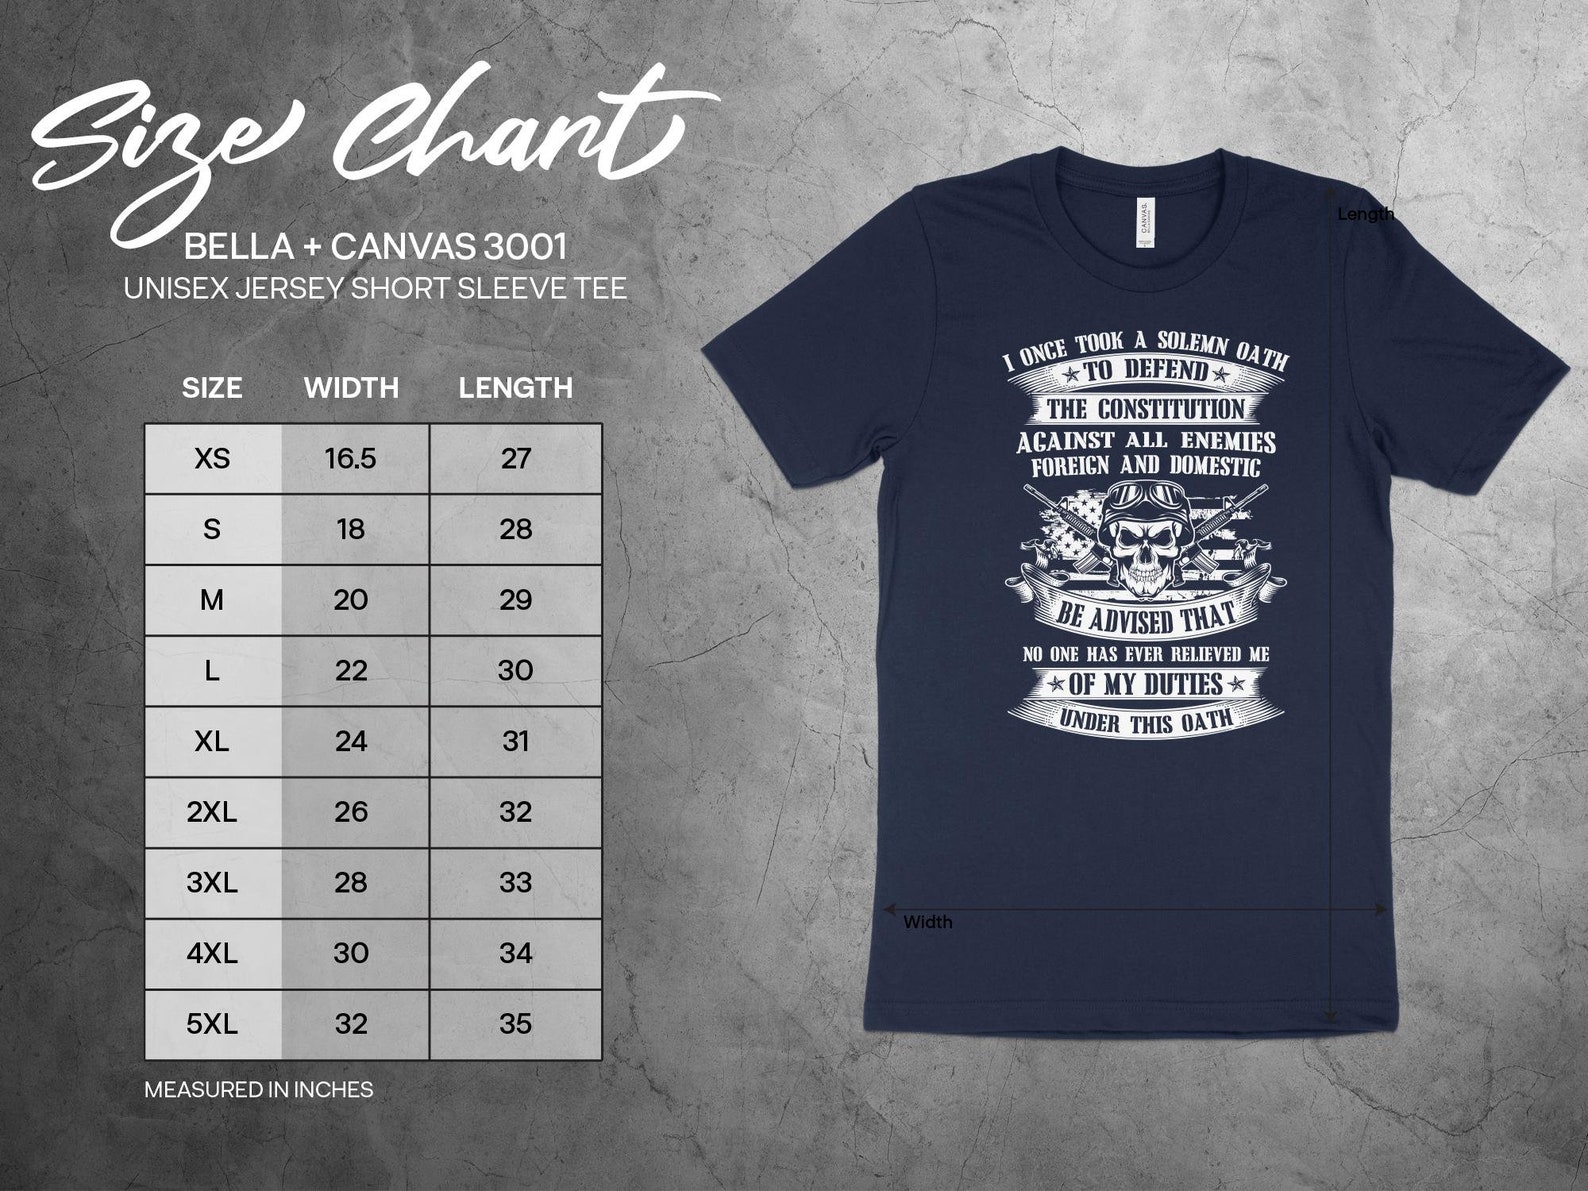 Size Chart
BELLA + CANVAS 3001
UNISEX JERSEY SHORT SLEEVE TEE
SIZE WIDTH LENGTH
XS 16.5 27
S 18 28
M 20 29
L 22 30
XL 24 31
2XL 26 32
3XL 28 33
4XL 30 34
5XL 32 35
MEASURED IN INCHES
Length
CANVAS.
I ONCE TOOK A SOLEMN OATH
TO DEFEND
THE CONSTITUTION
AGAINST ALL ENEMIES
FOREIGN AND DOMESTIC
BE ADVISED THAT
NO ONE HAS EVER RELIEVED ME
OF MY DUTIES
UNDER THIS OATH
Width